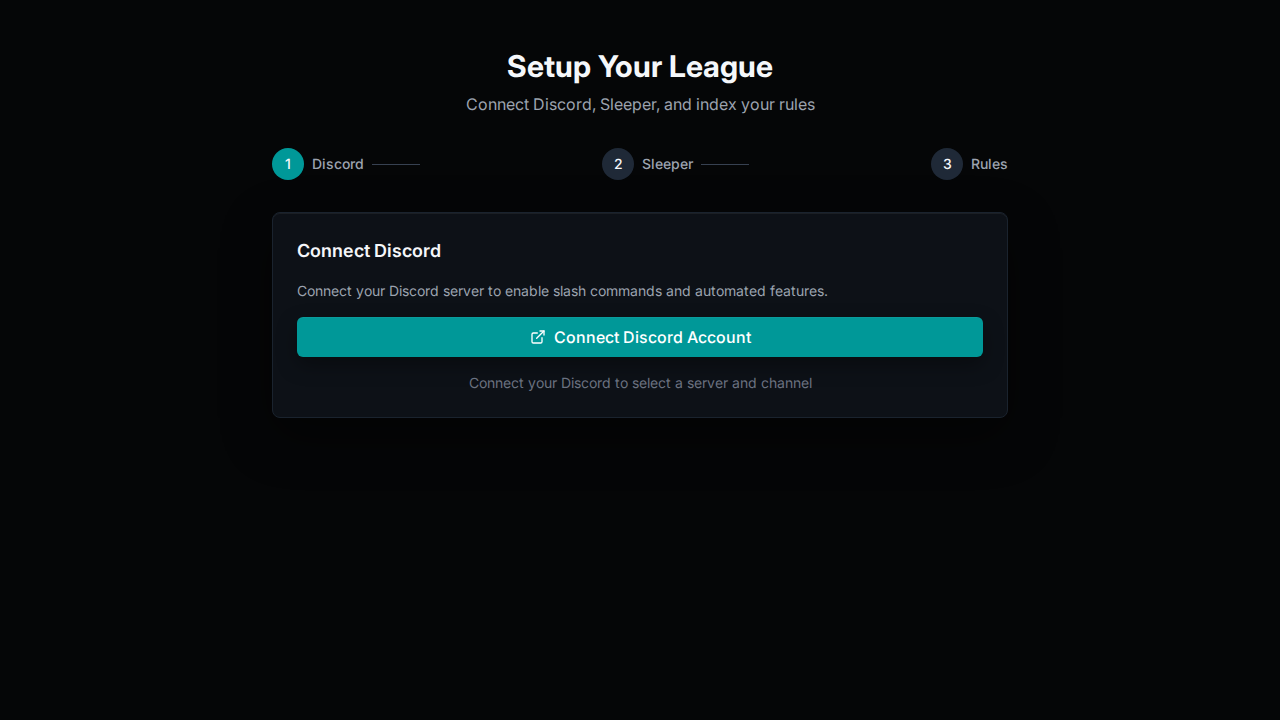 Setup Your League
Connect Discord, Sleeper, and index your rules
1 Discord 2 Sleeper 3 Rules
Connect Discord
Connect your Discord server to enable slash commands and automated features.
Connect Discord Account
Connect your Discord to select a server and channel